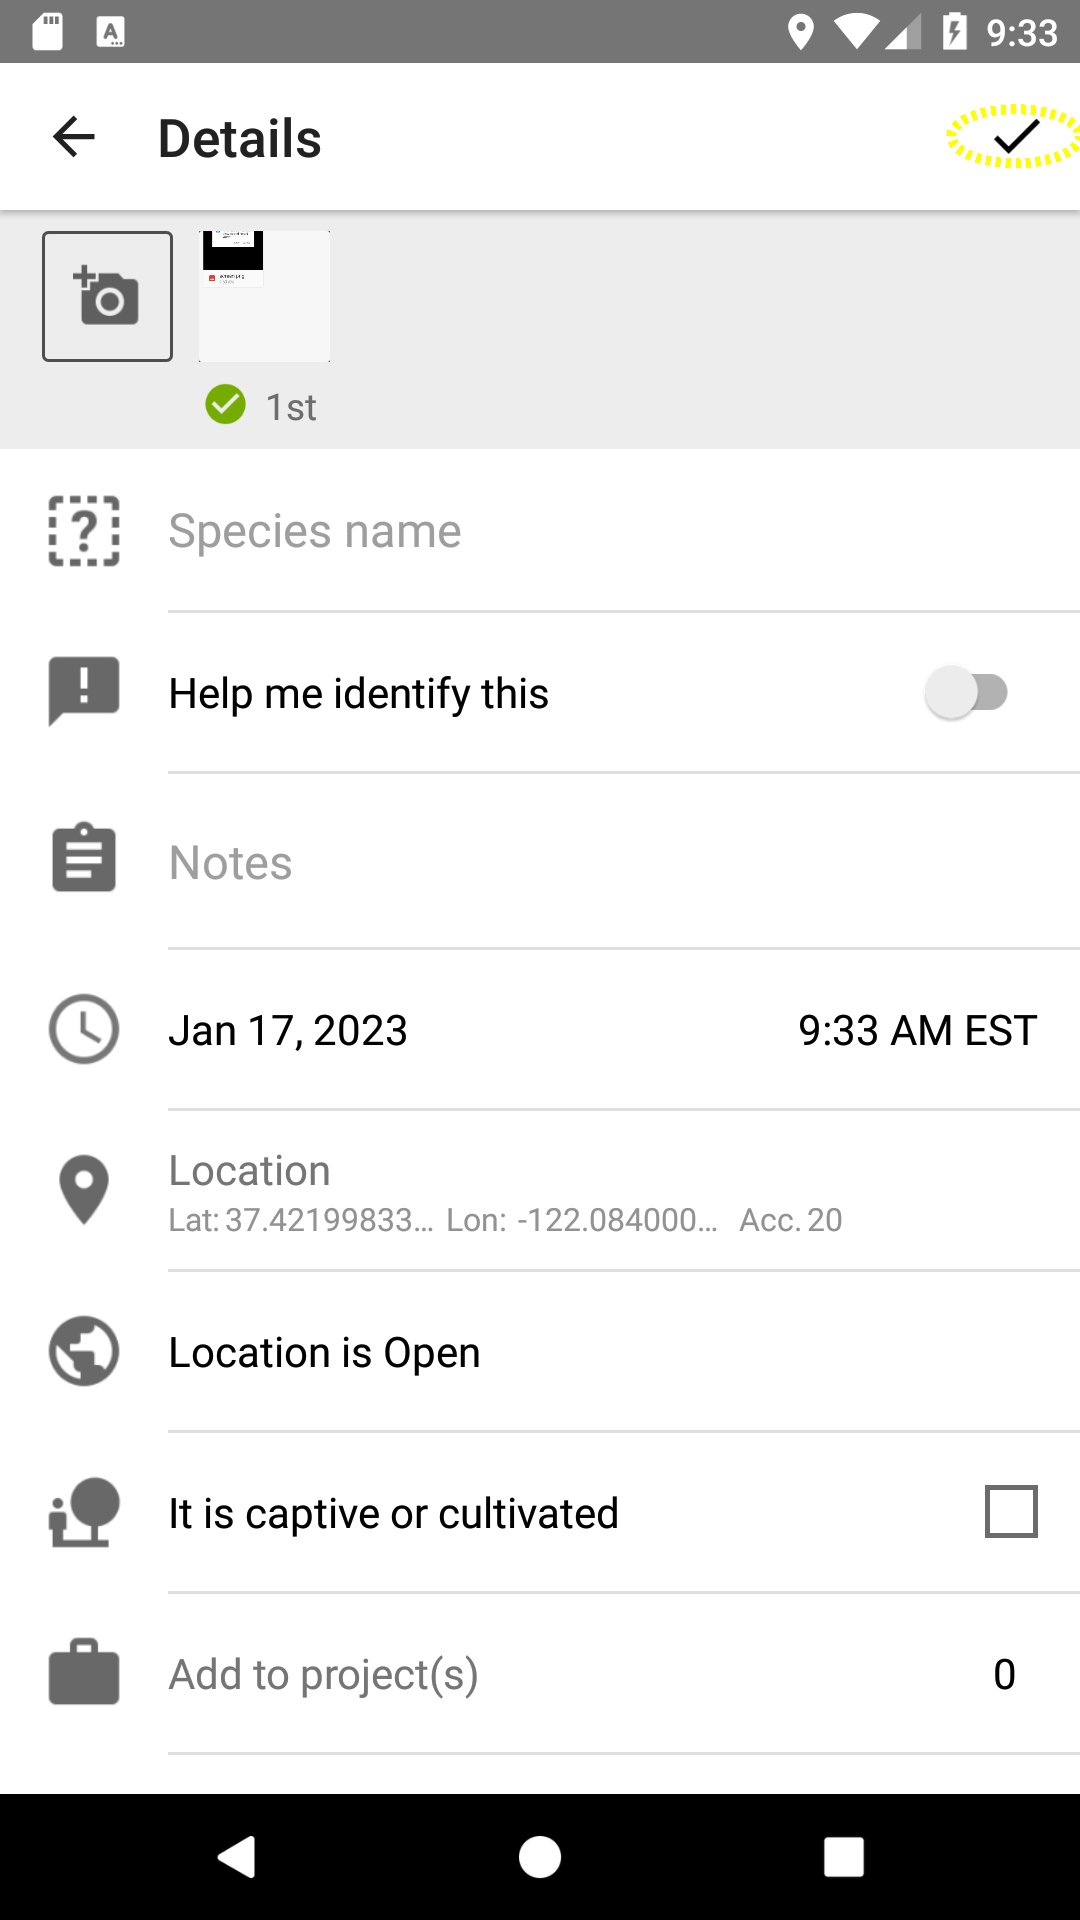 9:33
Details
1st
Species name
Help me identify this
Notes
Jan 17, 2023 9:33 AM EST
Location
Lat: 37.42199833... Lon: -122.084000... Acc. 20
Location is Open
It is captive or cultivated
Add to project(s) 0